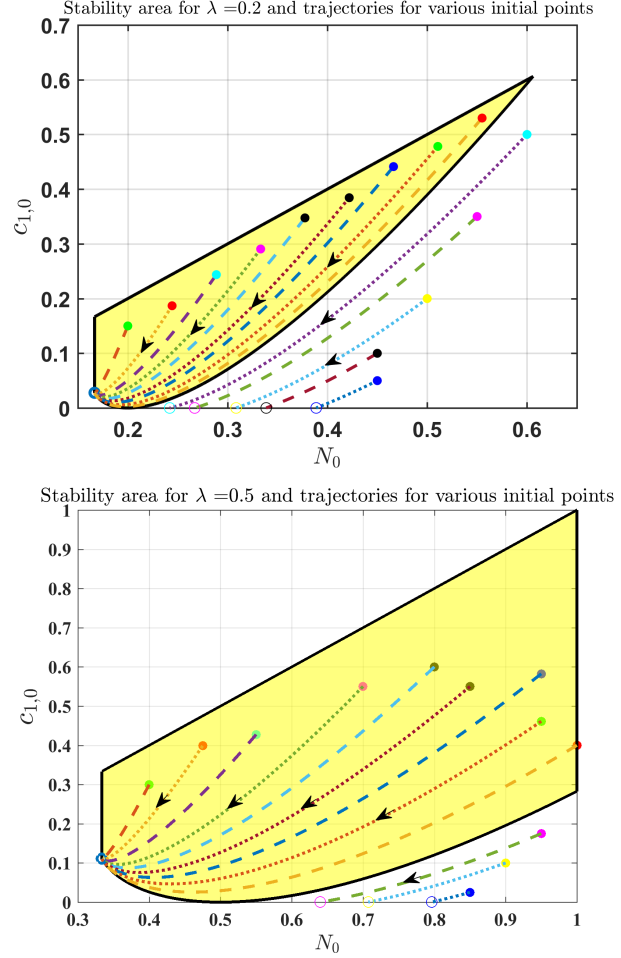 Stability area for λ =0.2 and trajectories for various initial points
0.7
0.6
0.5
0.4
0.3
0.2
0.1
0
c1,0
0.2 0.3 0.4 0.5 0.6
N0
Stability area for λ =0.5 and trajectories for various initial points
1
0.9
0.8
0.7
0.6
0.5
0.4
0.3
0.2
0.1
0
c1,0
0.3 0.4 0.5 0.6 0.7 0.8 0.9 1
N0